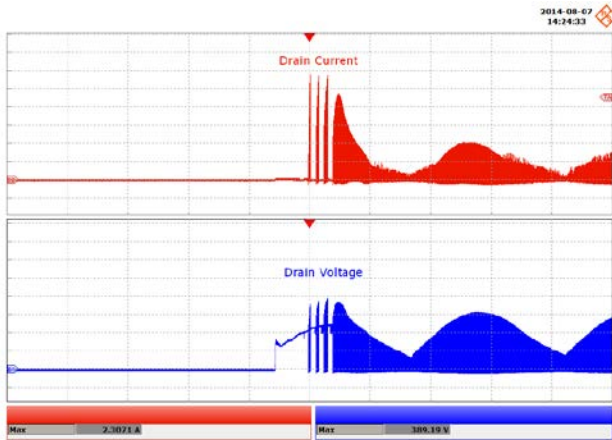 2014-08-07
14:24:33
Drain Current
Drain Voltage
Max 2.3071 A
Max 389.19 V